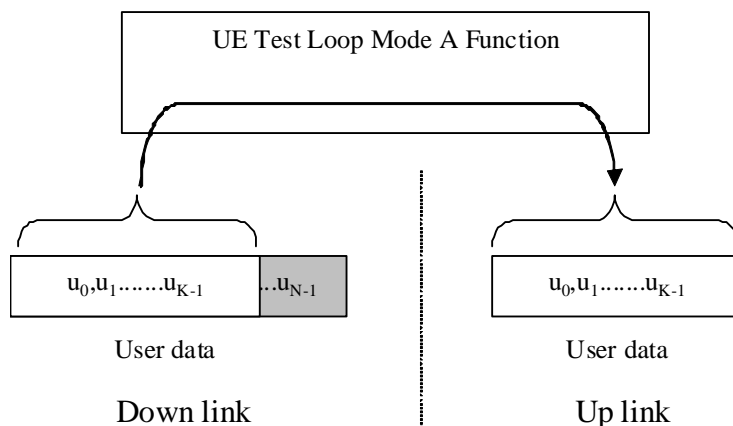 UE Test Loop Mode A Function
u0,u1.......uK-1 ...uN-1 u0,u1.......uK-1
User data User data
Down link Up link